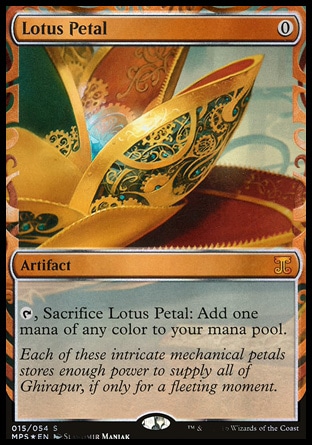 Lotus Petal 0
Artifact
, Sacrifice Lotus Petal: Add one
mana of any color to your mana pool.
Each of these intricate mechanical petals
stores enough power to supply all of
Ghirapur, if only for a fleeting moment.
015/054 S
MPS EN Maniak
™ & Wizards of the Coast